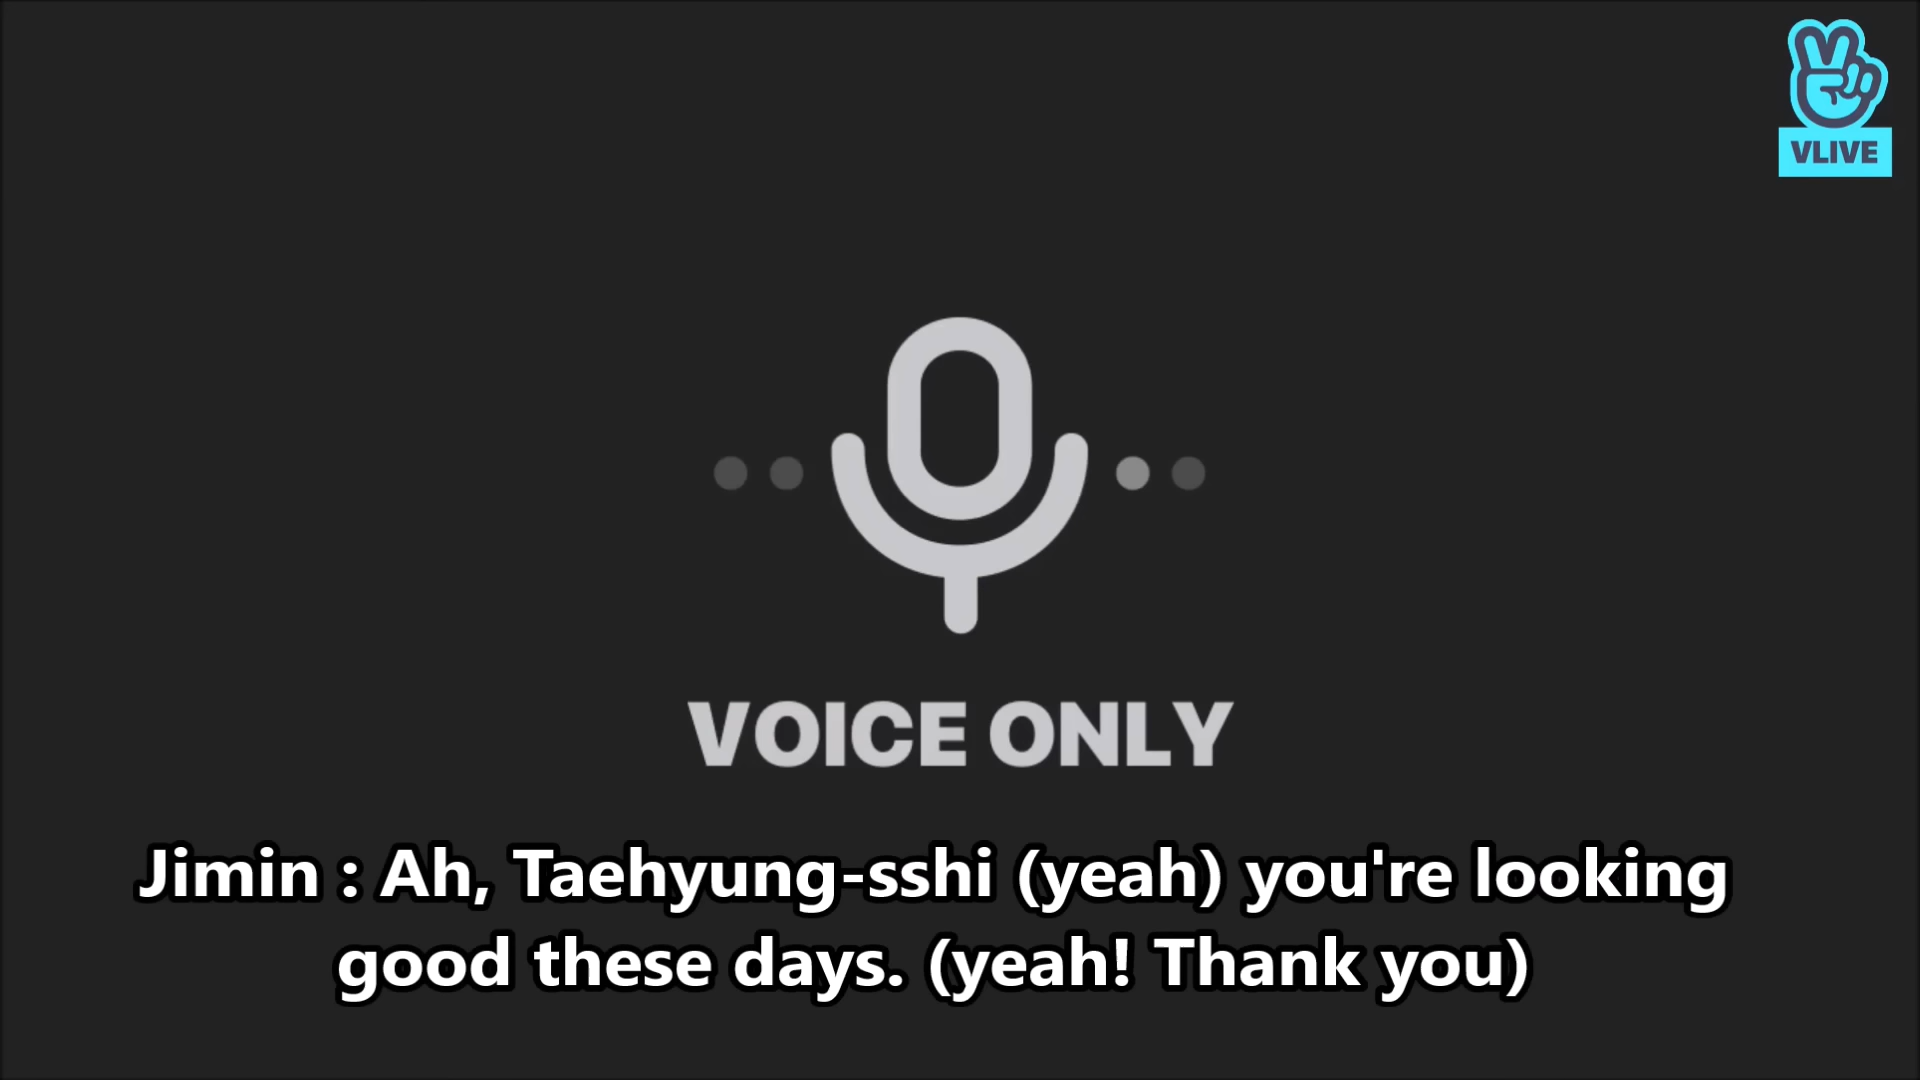 VLIVE
VOICE ONLY
Jimin : Ah, Taehyung-sshi (yeah) you're looking
good these days. (yeah! Thank you)